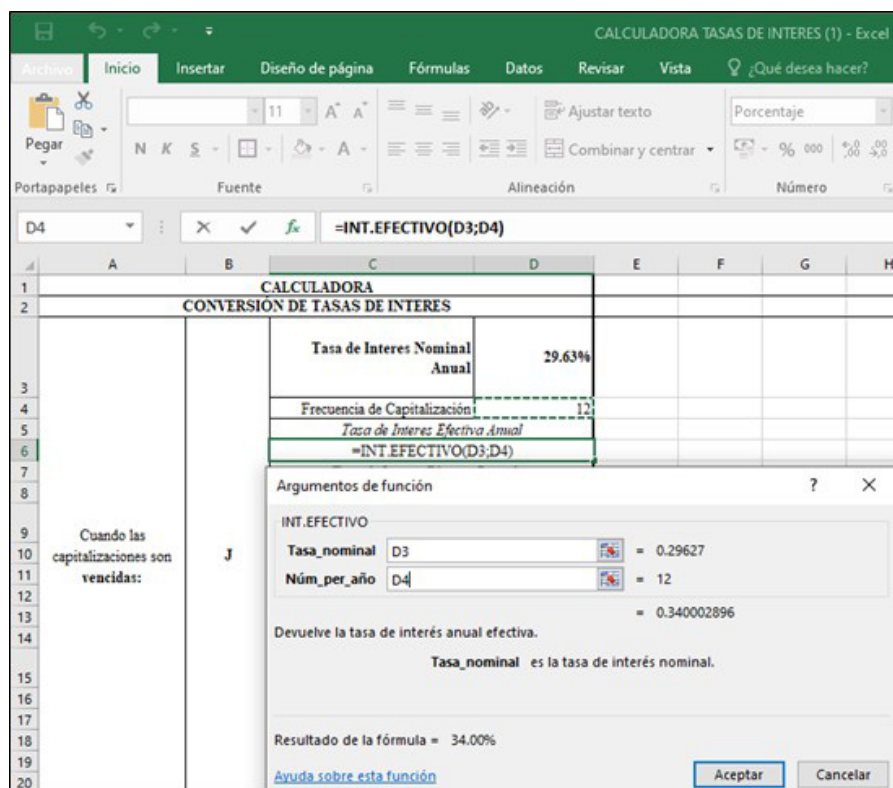 CALCULADORA TASAS DE INTERES (1) - Excel
Archivo Inicio Insertar Diseño de página Fórmulas Datos Revisar Vista ¿Qué desea hacer?
11 A A Ajustar texto Porcentaje
Pegar N K S A Combinar y centrar % 000
Portapapeles Fuente Alineación Número
D4 fx =INT.EFECTIVO(D3;D4)
A B C D E F G H
1 CALCULADORA
2 CONVERSIÓN DE TASAS DE INTERES
Tasa de Interes Nominal
Anual 29.63%
3
4 Frecuencia de Capitalización 12
5 Tasa de Interes Efectiva Anual
6 =INT.EFECTIVO(D3;D4)
7
8
9
10
11
12
13
14
15
16
17
18
19
20
Cuando las
capitalizaciones son
vencidas:
J
Argumentos de función ? X
INT.EFECTIVO
Tasa_nominal D3 = 0.29627
Núm_per_año D4 = 12
= 0.340002896
Devuelve la tasa de interés anual efectiva.
Tasa_nominal es la tasa de interés nominal.
Resultado de la fórmula = 34.00%
Ayuda sobre esta función Aceptar Cancelar